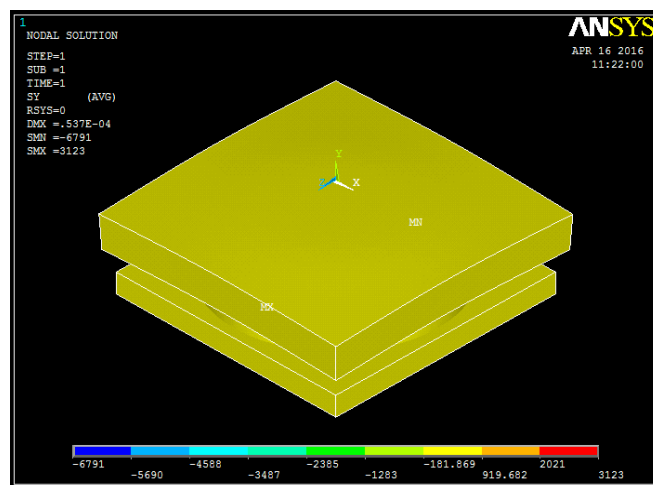 1
NODAL SOLUTION
ANSYS
APR 16 2016
11:22:00
STEP=1
SUB =1
TIME=1
SY (AVG)
RSYS=0
DMX =.537E-04
SMN =-6791
SMX =3123
Y
Z X
MN
MX
-6791 -4588 -2385 -181.869 2021
-5690 -3487 -1283 919.682 3123